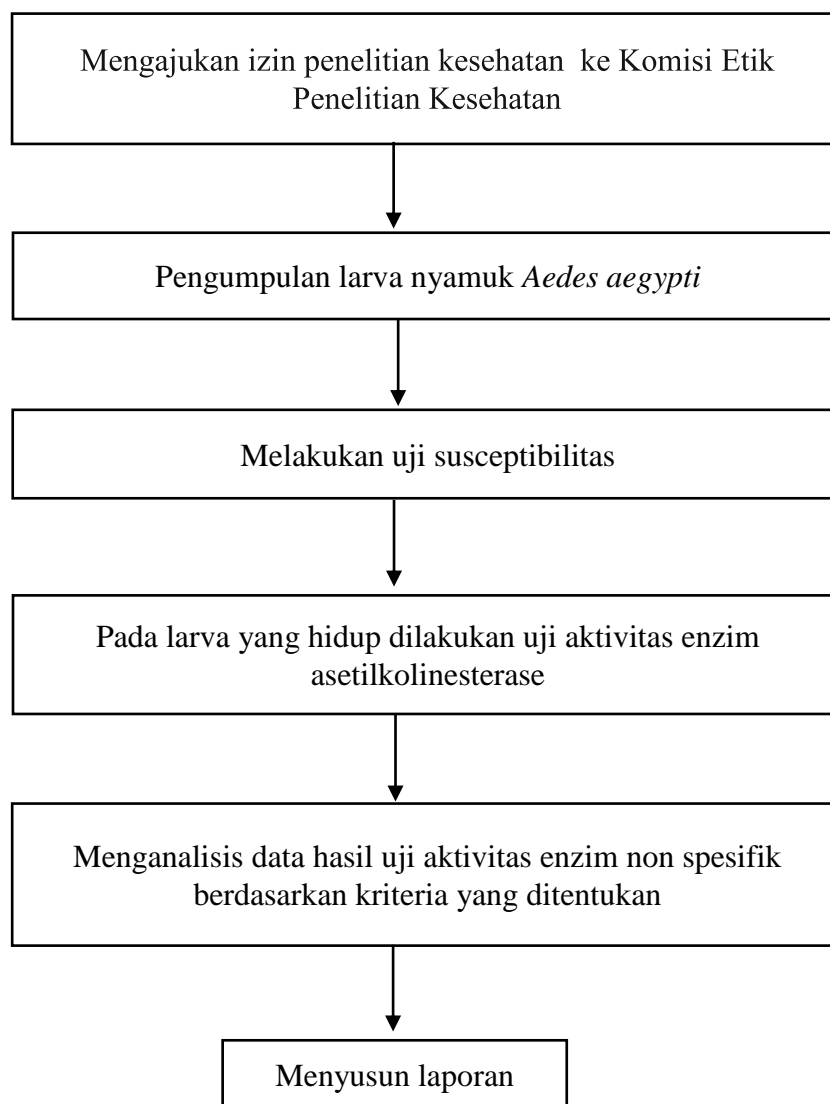 Mengajukan izin penelitian kesehatan ke Komisi Etik
Penelitian Kesehatan
Pengumpulan larva nyamuk Aedes aegypti
Melakukan uji susceptibilitas
Pada larva yang hidup dilakukan uji aktivitas enzim
asetilkolinesterase
Menganalisis data hasil uji aktivitas enzim non spesifik
berdasarkan kriteria yang ditentukan
Menyusun laporan